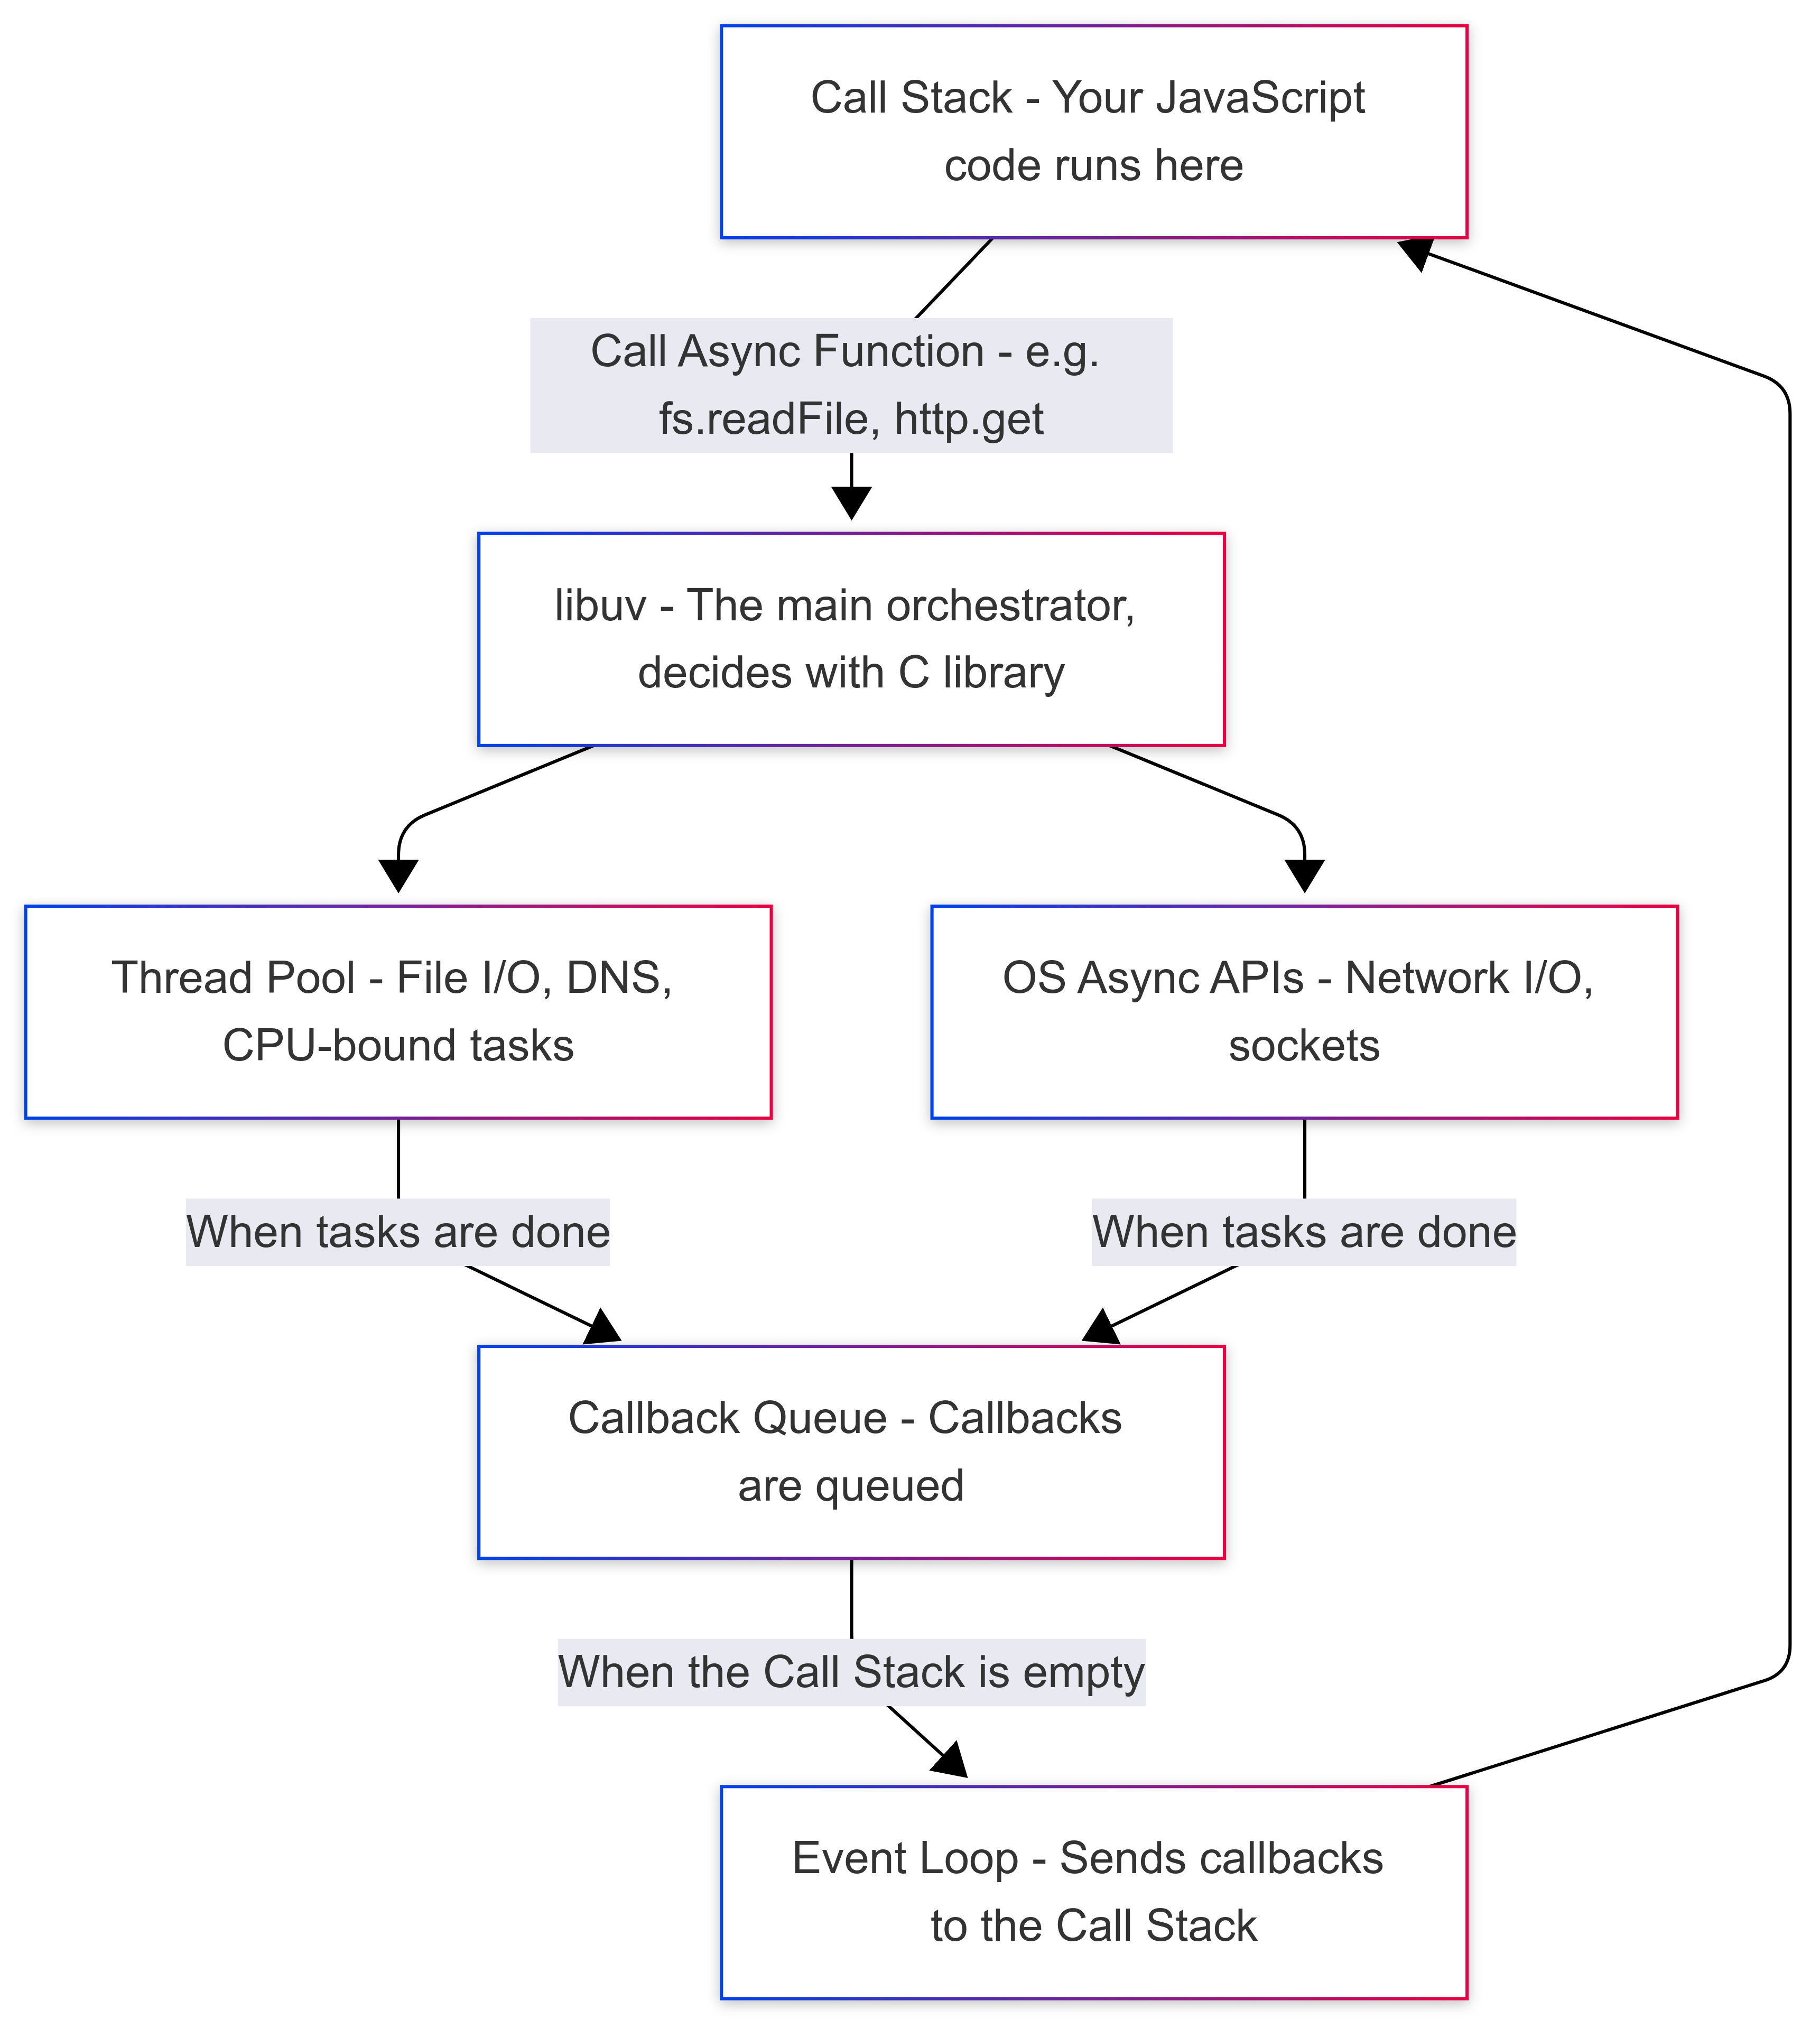 Call Stack - Your JavaScript
code runs here
Call Async Function - e.g.
fs.readFile, http.get
libuv - The main orchestrator,
decides with C library
Thread Pool - File I/O, DNS,
CPU-bound tasks
OS Async APIs - Network I/O,
sockets
When tasks are done
When tasks are done
Callback Queue - Callbacks
are queued
When the Call Stack is empty
Event Loop - Sends callbacks
to the Call Stack